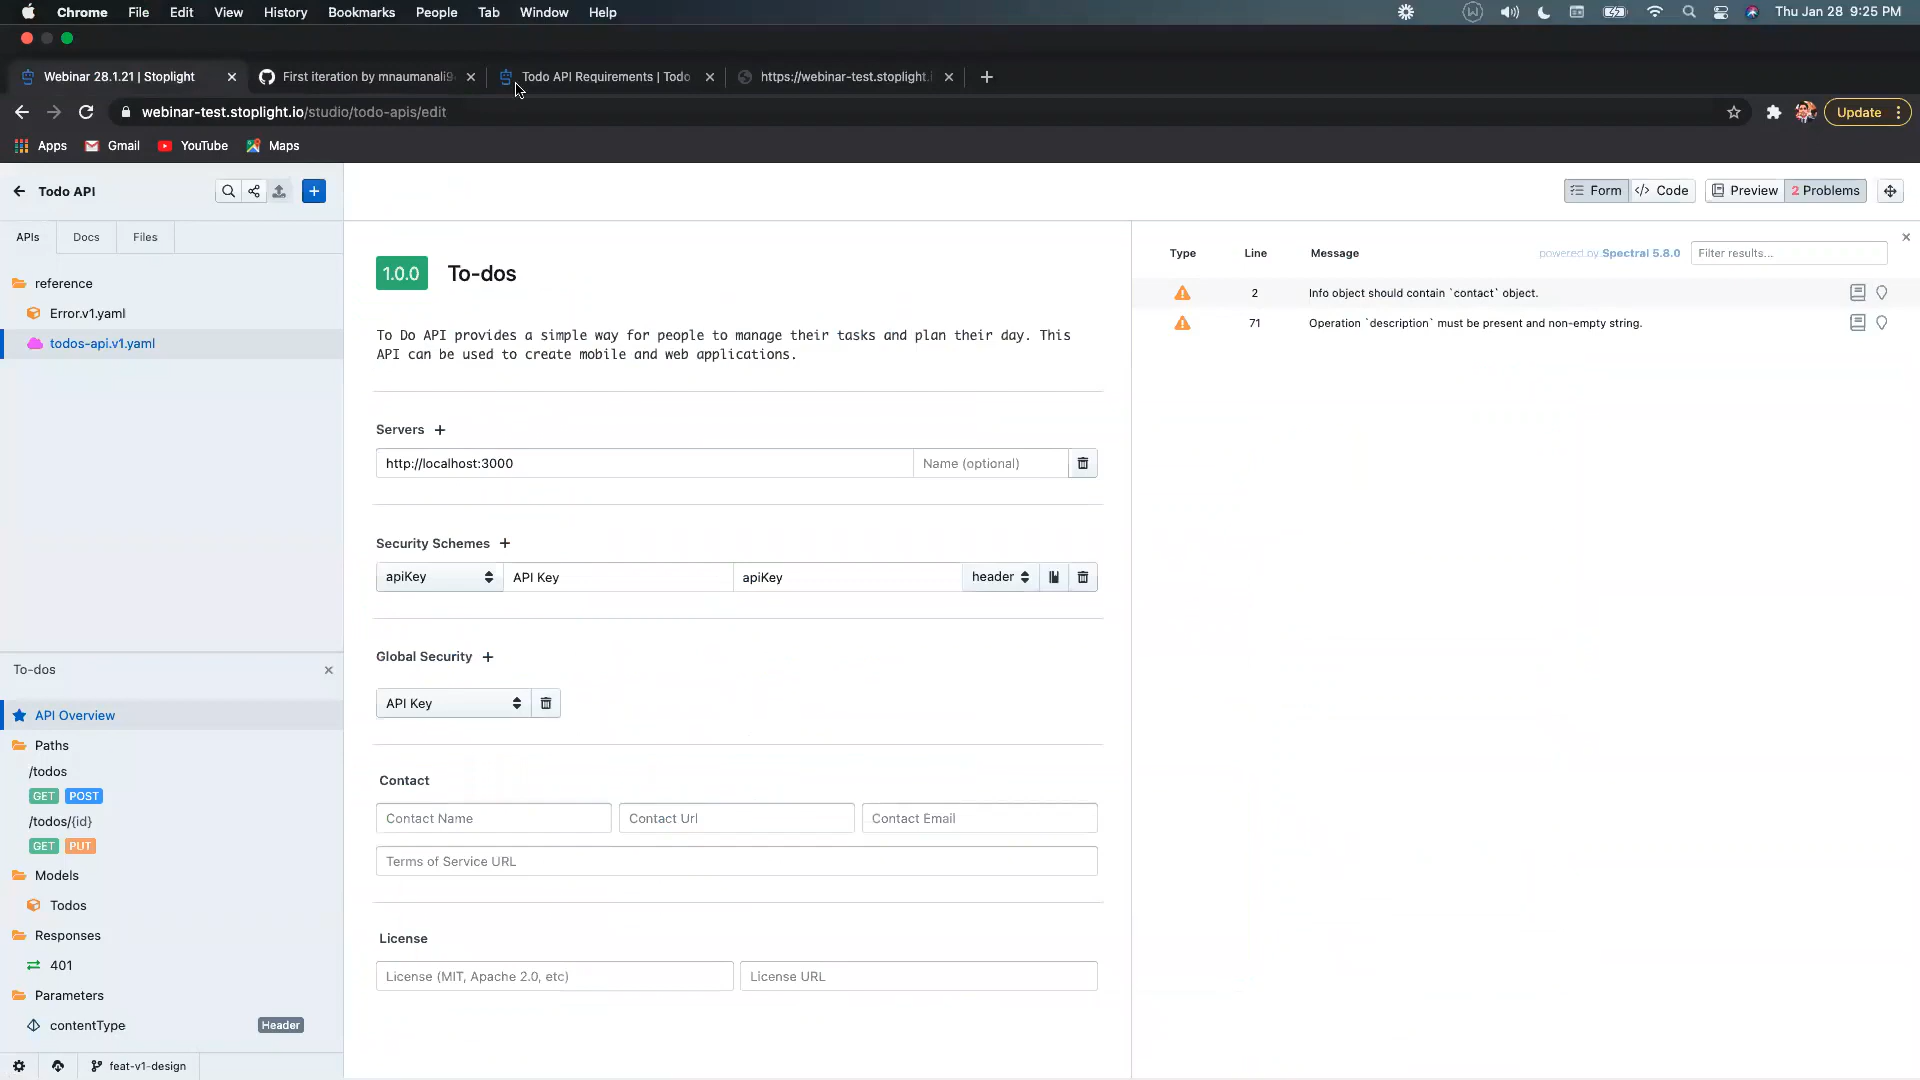 Chrome File Edit View History Bookmarks People Tab Window Help Thu Jan 28 9:25 PM
Webinar 28.1.21 | Stoplight First iteration by mnaumanali9 Todo API Requirements | Todo https://webinar-test.stoplight.
webinar-test.stoplight.io/studio/todo-apis/edit Update
Apps Gmail YouTube Maps
Todo API
Form </> Code Preview 2 Problems
APIs Docs Files
reference
Error.v1.yaml
todos-api.v1.yaml
1.0.0 To-dos
To Do API provides a simple way for people to manage their tasks and plan their day. This
API can be used to create mobile and web applications.
Servers +
http://localhost:3000 Name (optional)
Security Schemes +
apiKey API Key apiKey header
Global Security +
API Key
Contact
Contact Name Contact Url Contact Email
Terms of Service URL
License
License (MIT, Apache 2.0, etc) License URL
Type Line Message powered by Spectral 5.8.0 Filter results...
2 Info object should contain `contact` object.
71 Operation `description` must be present and non-empty string.
To-dos
API Overview
Paths
/todos
GET POST
/todos/{id}
GET PUT
Models
Todos
Responses
401
Parameters
contentType Header
feat-v1-design